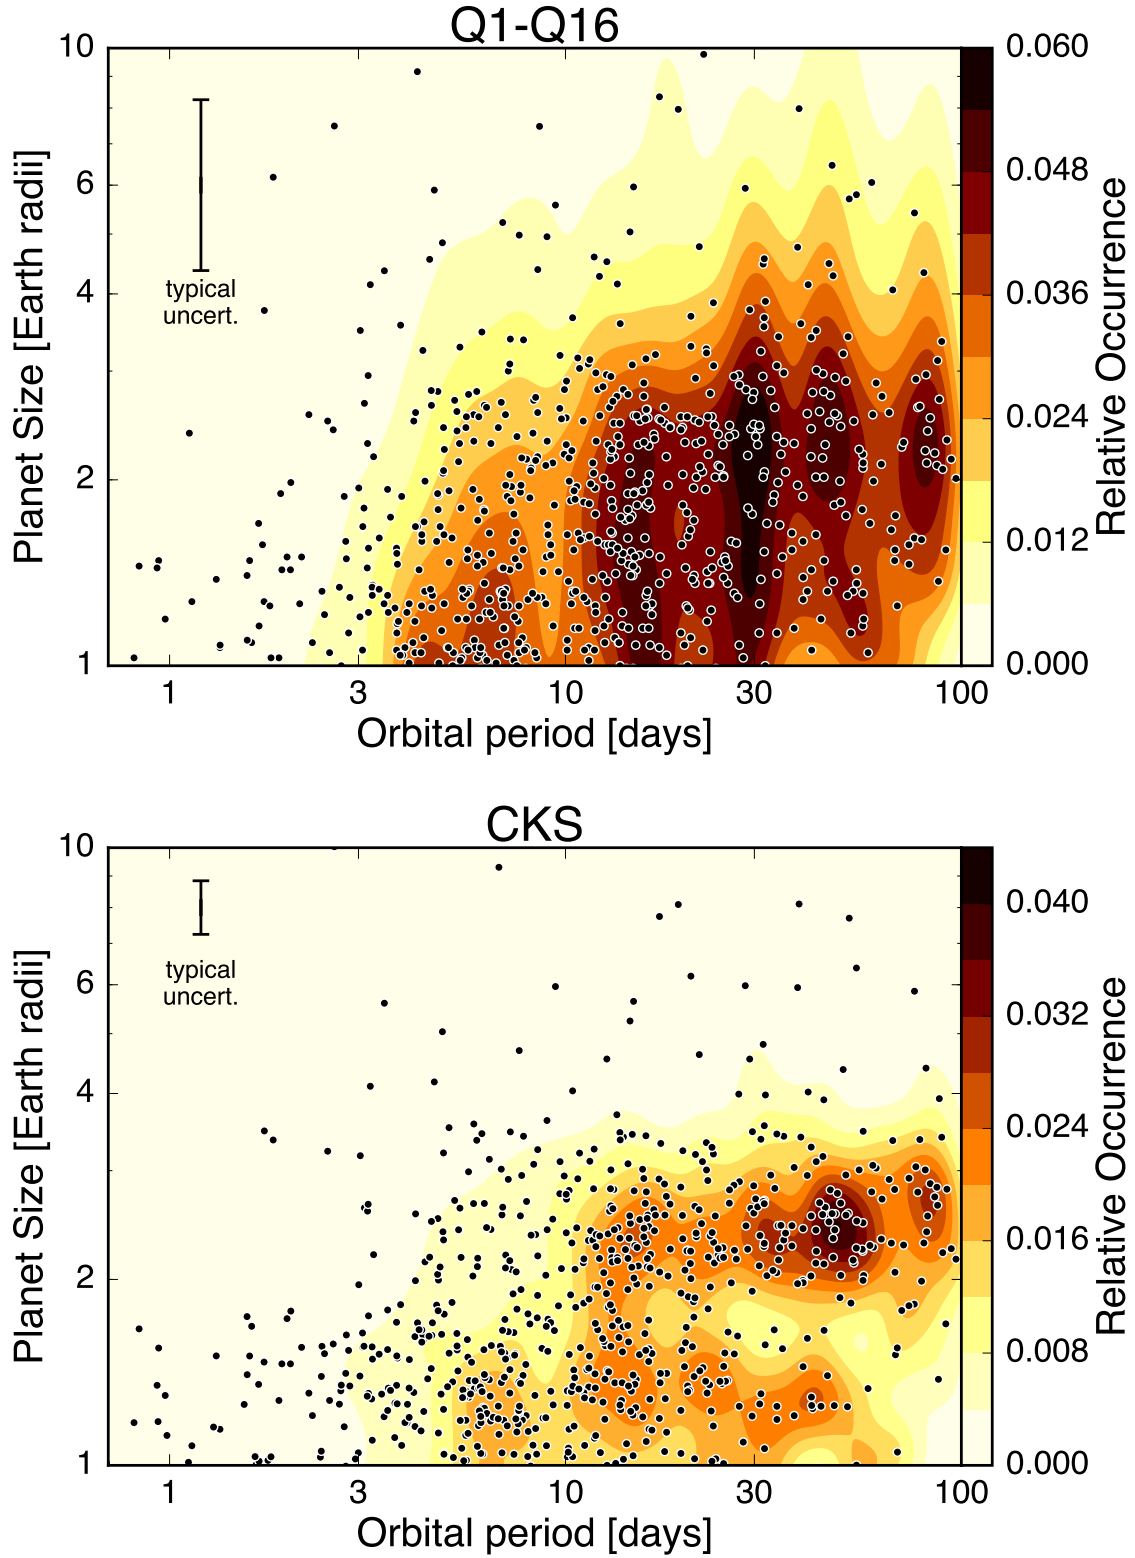 Q1-Q16
10
6
4
2
1
Planet Size [Earth radii]
typical
uncert.
1
3
10
30
100
Orbital period [days]
0.060
0.048
0.036
0.024
0.012
0.000
Relative Occurrence
CKS
10
6
4
2
1
Planet Size [Earth radii]
typical
uncert.
1
3
10
30
100
Orbital period [days]
0.040
0.032
0.024
0.016
0.008
0.000
Relative Occurrence